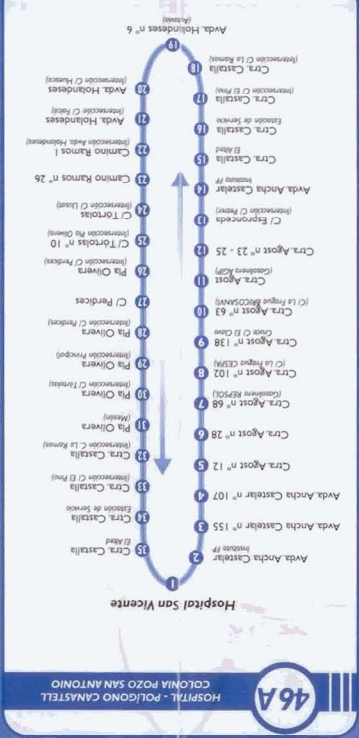 46A
HOSPITAL - POLÍGONO CANASTELL
COLONIA POZO SAN ANTONIO
Hospital San Vicente
1
2 Avda. Ancha Castelar
Instituto FP
3 Avda. Ancha Castelar nº 155
4 Avda. Ancha Castelar nº 107
5 Ctra. Agost nº 12
6 Ctra. Agost nº 28
7 Ctra. Agost nº 68
(Gasolinera REPSOL)
8 Ctra. Agost nº 102
(C/ La Fragua CESPA)
9 Ctra. Agost nº 138
Cruce C/ El Clavo
10 Ctra. Agost nº 63
(C/ La Fragua BRICOSANVI)
11 Ctra. Agost
(Gasolinera AGIP)
12 Ctra. Agost nº 23 - 25
13 C/ Espronceda
(Intersección C/ Petrer)
14 Avda. Ancha Castelar
Instituto FP
15 Ctra. Castalla
El Altet
16 Ctra. Castalla
Estación de Servicio
17 Ctra. Castalla
(Intersección C/ El Pino)
18 Ctra. Castalla
(Intersección C/ La Ramos)
19
Avda. Holandeses nº 6
(Autovía)
20 Avda. Holandeses
(Intersección C/ Huesca)
21 Avda. Holandeses
(Intersección C/ Foica)
22 Camino Ramos I
(Intersección Avda. Holandeses)
23 Camino Ramos nº 26
24 C/ Tórtolas
(Intersección C/ Lluis)
25 C/ Tórtolas nº 10
(Intersección Pla Olivera)
26 Pla Olivera
(Intersección C/ Perdices)
27 C/ Perdices
28 Pla Olivera
(Intersección C/ Perdices)
29 Pla Olivera
(Intersección Principal)
30 Pla Olivera
(Intersección C/ Tórtolas)
31 Pla Olivera
(Mesón)
32 Ctra. Castalla
(Intersección C. La Ramos)
33 Ctra. Castalla
(Intersección C/ El Pino)
34 Ctra. Castalla
Estación de Servicio
35 Ctra. Castalla
El Altet